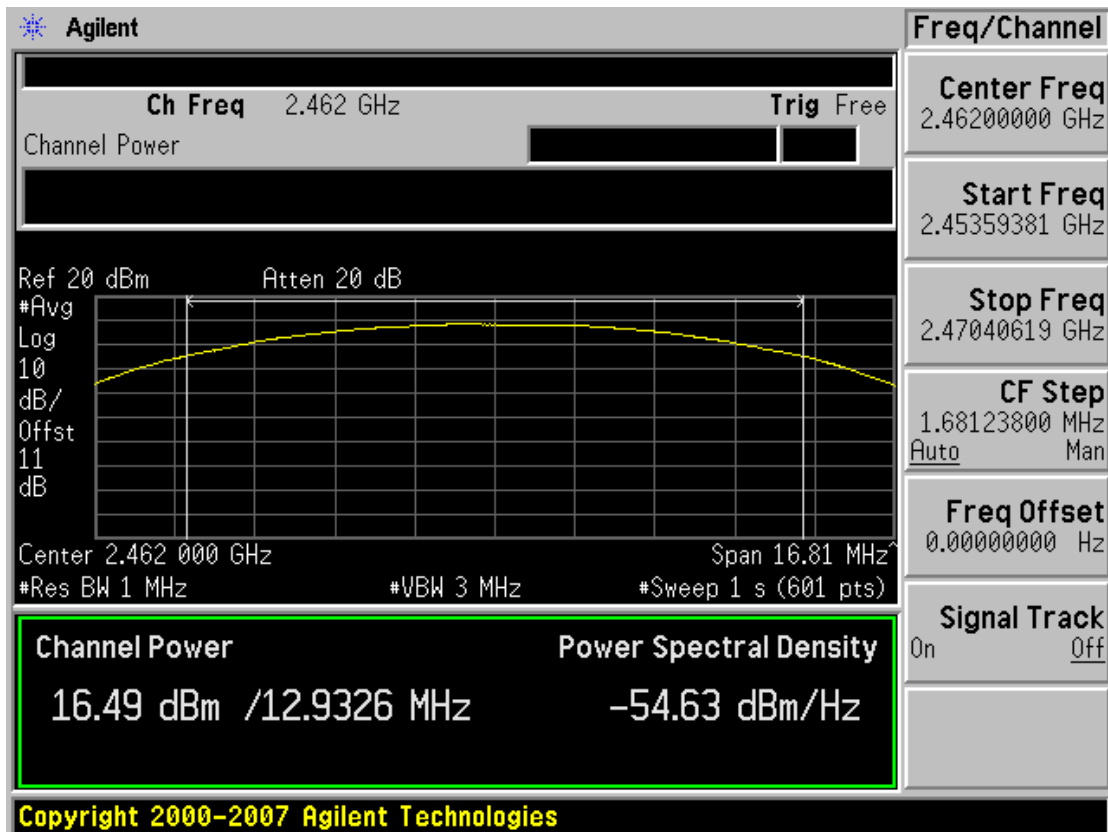 Agilent
Freq/Channel
Ch Freq 2.462 GHz Trig Free
Channel Power
Ref 20 dBm Atten 20 dB
#Avg
Log
10
dB/
Offst
11
dB
Center 2.462 000 GHz Span 16.81 MHz^
#Res BW 1 MHz #VBW 3 MHz #Sweep 1 s (601 pts)
Channel Power Power Spectral Density
16.49 dBm /12.9326 MHz -54.63 dBm/Hz
Center Freq
2.46200000 GHz
Start Freq
2.45359381 GHz
Stop Freq
2.47040619 GHz
CF Step
1.68123800 MHz
Auto Man
Freq Offset
0.00000000 Hz
Signal Track
On Off
Copyright 2000-2007 Agilent Technologies